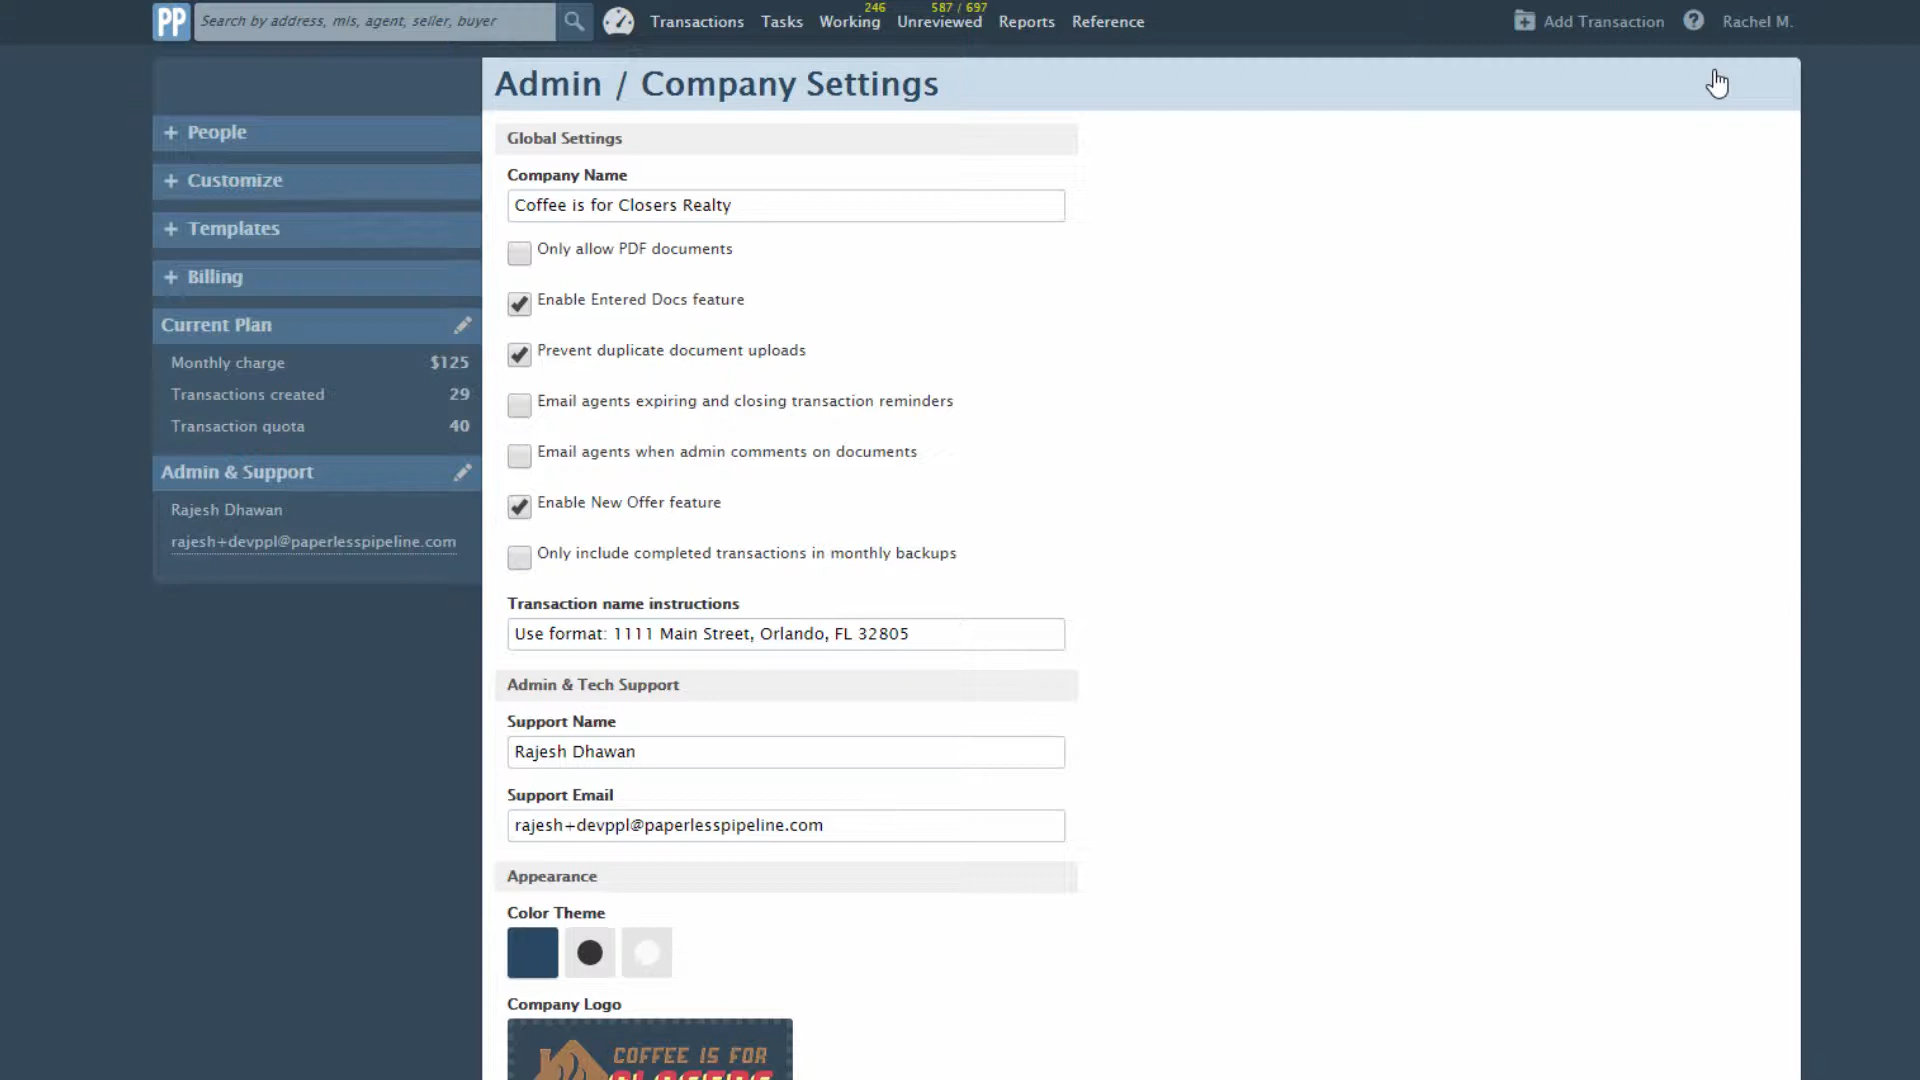 PP
Search by address, mls, agent, seller, buyer
Transactions
Tasks
246
Working
587 / 697
Unreviewed
Reports
Reference
Add Transaction
?
Rachel M.
Admin / Company Settings
+ People
+ Customize
+ Templates
+ Billing
Current Plan
Monthly charge $125
Transactions created 29
Transaction quota 40
Admin & Support
Rajesh Dhawan
rajesh+devppl@paperlesspipeline.com
Global Settings
Company Name
Coffee is for Closers Realty
Only allow PDF documents
Enable Entered Docs feature
Prevent duplicate document uploads
Email agents expiring and closing transaction reminders
Email agents when admin comments on documents
Enable New Offer feature
Only include completed transactions in monthly backups
Transaction name instructions
Use format: 1111 Main Street, Orlando, FL 32805
Admin & Tech Support
Support Name
Rajesh Dhawan
Support Email
rajesh+devppl@paperlesspipeline.com
Appearance
Color Theme
Company Logo
COFFEE IS FOR
CLOSERS